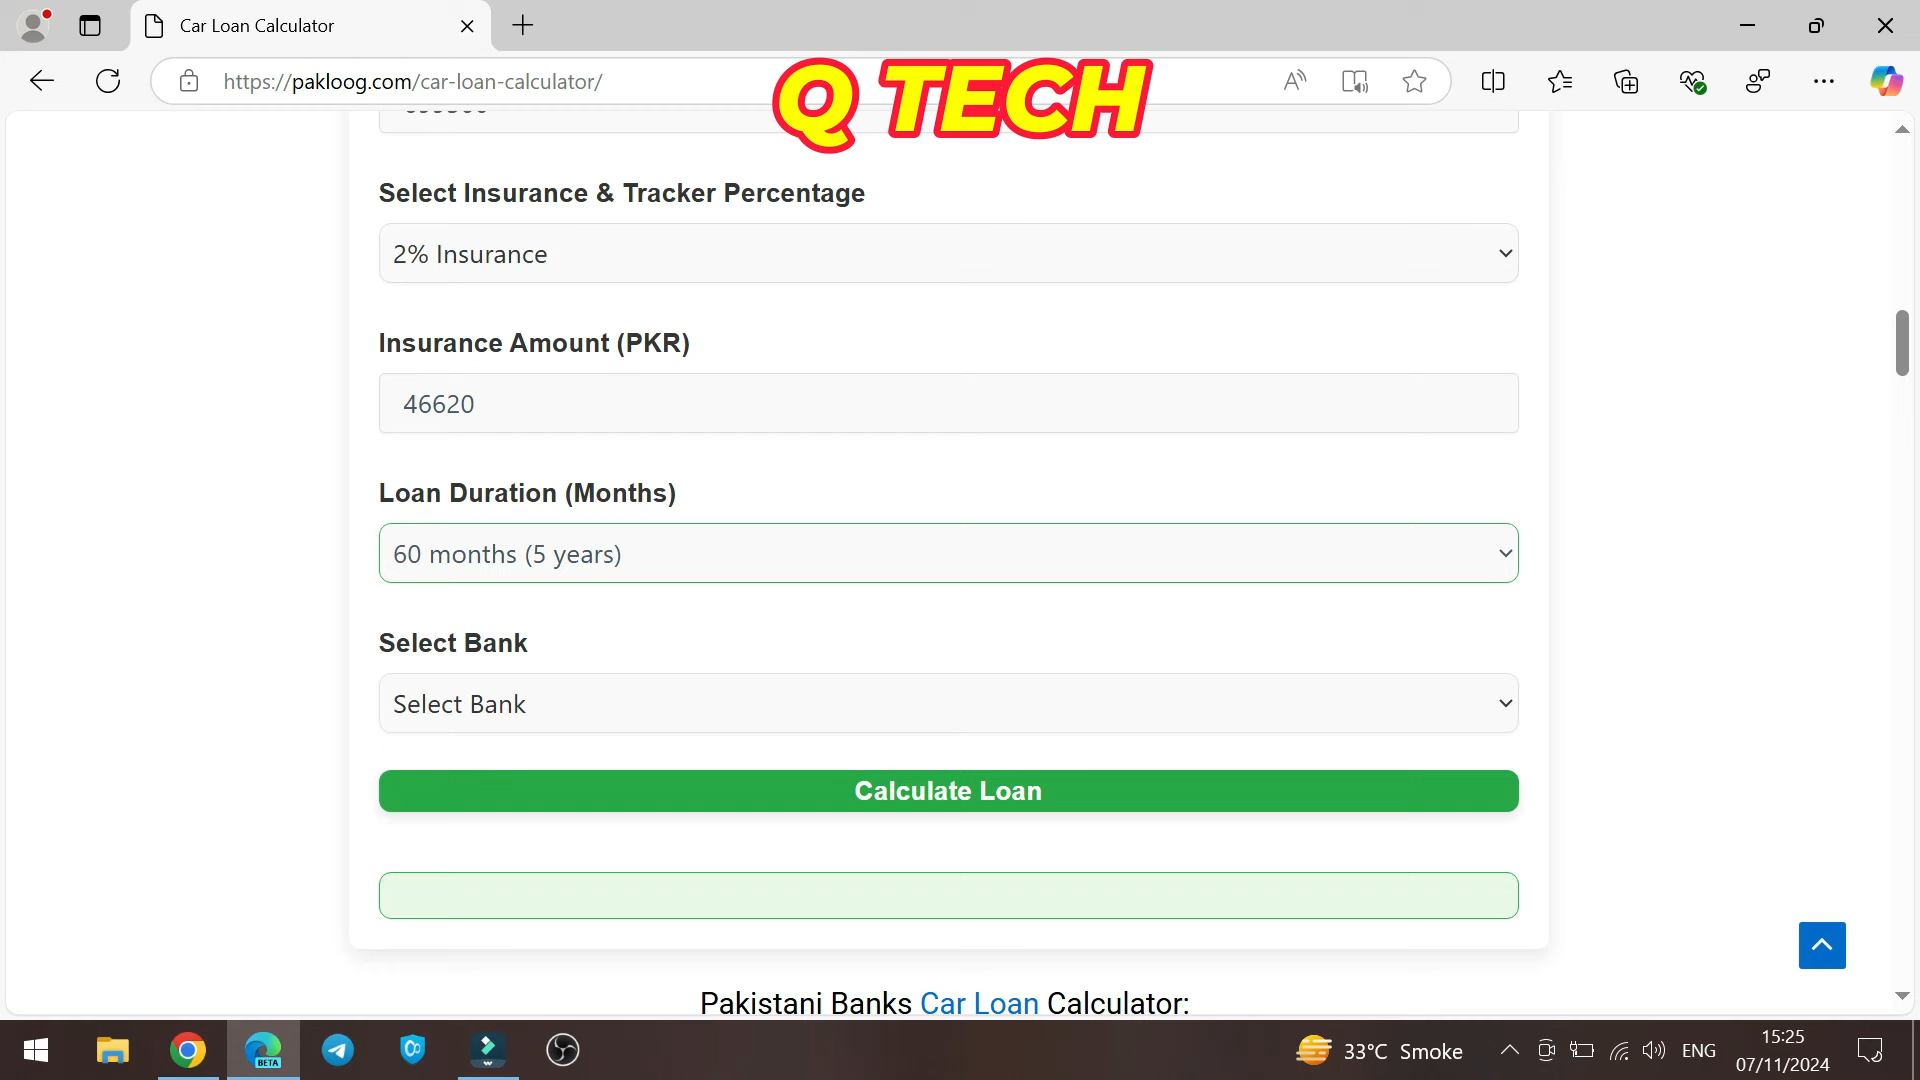 Car Loan Calculator
https://pakloog.com/car-loan-calculator/
Q TECH
Select Insurance & Tracker Percentage
2% Insurance
Insurance Amount (PKR)
46620
Loan Duration (Months)
60 months (5 years)
Select Bank
Select Bank
Calculate Loan
Pakistani Banks Car Loan Calculator:
BETA
33°C Smoke
ENG
15:25
07/11/2024